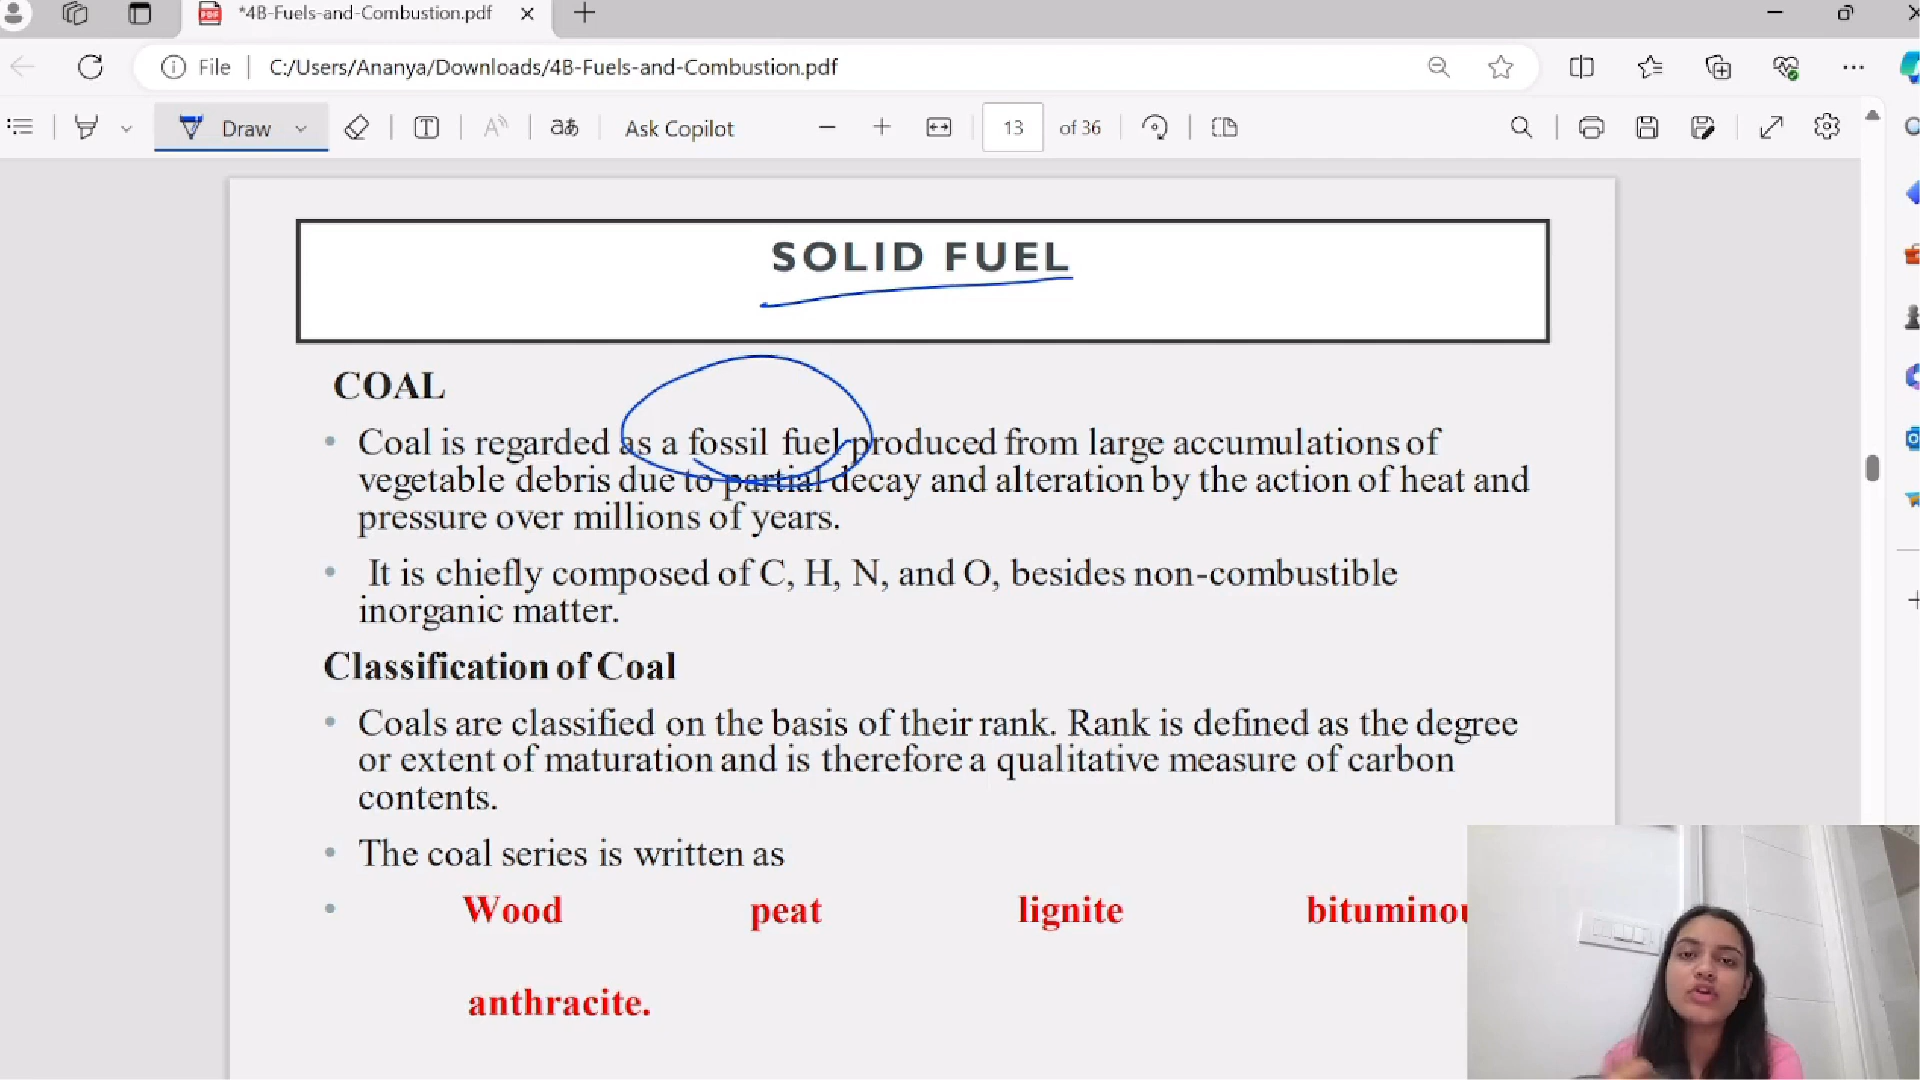 *4B-Fuels-and-Combustion.pdf
File
C:/Users/Ananya/Downloads/4B-Fuels-and-Combustion.pdf
Draw
Ask Copilot
13 of 36
SOLID FUEL
COAL
• Coal is regarded as a fossil fuel produced from large accumulations of
vegetable debris due to partial decay and alteration by the action of heat and
pressure over millions of years.
• It is chiefly composed of C, H, N, and O, besides non-combustible
inorganic matter.
Classification of Coal
• Coals are classified on the basis of their rank. Rank is defined as the degree
or extent of maturation and is therefore a qualitative measure of carbon
contents.
• The coal series is written as
• Wood peat lignite bituminou
anthracite.